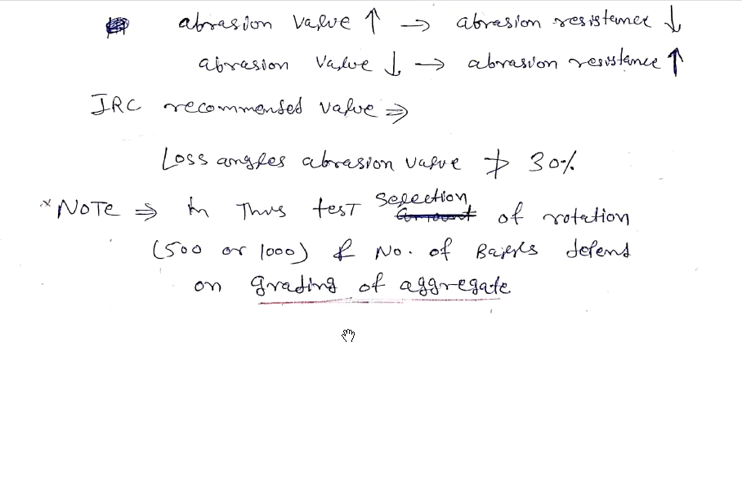 abrasion value ↑ → abrasion resistance ↓
abrasion value ↓ → abrasion resistance ↑
IRC recommended value ⇒
Loss angles abrasion value ≯ 30%
* NOTE ⇒ In This test selection of rotation
(500 or 1000) & No. of Balls defend
on grading of aggregate